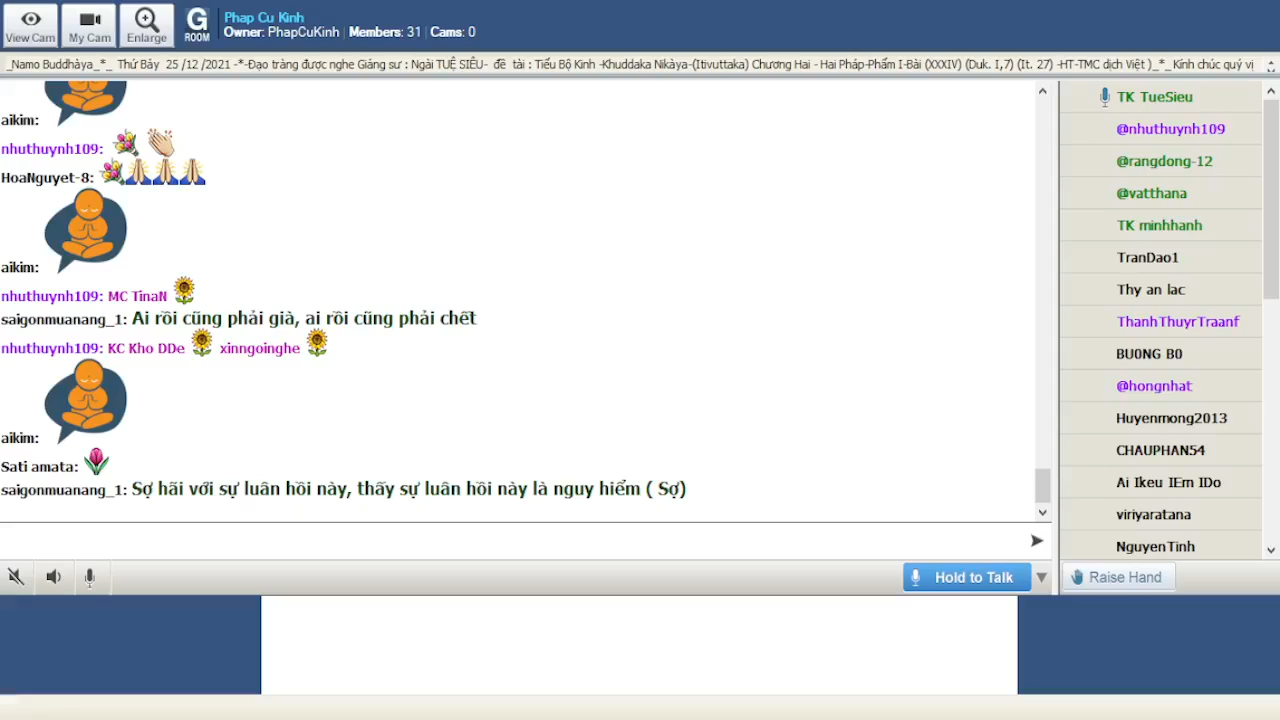 View Cam
My Cam
Enlarge
G
ROOM
Phap Cu Kinh
Owner: PhapCuKinh | Members: 31 | Cams: 0
_Namo Buddhàya_*_ Thứ Bảy 25 /12 /2021 -*-Đạo tràng được nghe Giảng sư : Ngài TUỆ SIÊU- đề tài : Tiểu Bộ Kinh -Khuddaka Nikàya-(Itivuttaka) Chương Hai - Hai Pháp-Phẩm I-Bài (XXXIV) (Duk. I,7) (It. 27) -HT-TMC dịch Việt )_*_Kính chúc quý vị
aikim:
nhuthuynh109:
HoaNguyet-8:
aikim:
nhuthuynh109: MC TinaN
saigonmuanang_1: Ai rồi cũng phải già, ai rồi cũng phải chết
nhuthuynh109: KC Kho DDe xinngoinghe
aikim:
Sati amata:
saigonmuanang_1: Sợ hãi với sự luân hồi này, thấy sự luân hồi này là nguy hiểm ( Sợ)
TK TueSieu
@nhuthuynh109
@rangdong-12
@vatthana
TK minhhanh
TranDao1
Thy an lac
ThanhThuyrTraanf
BU0NG B0
@hongnhat
Huyenmong2013
CHAUPHAN54
Ai Ikeu IEm IDo
viriyaratana
NguyenTinh
Hold to Talk
Raise Hand